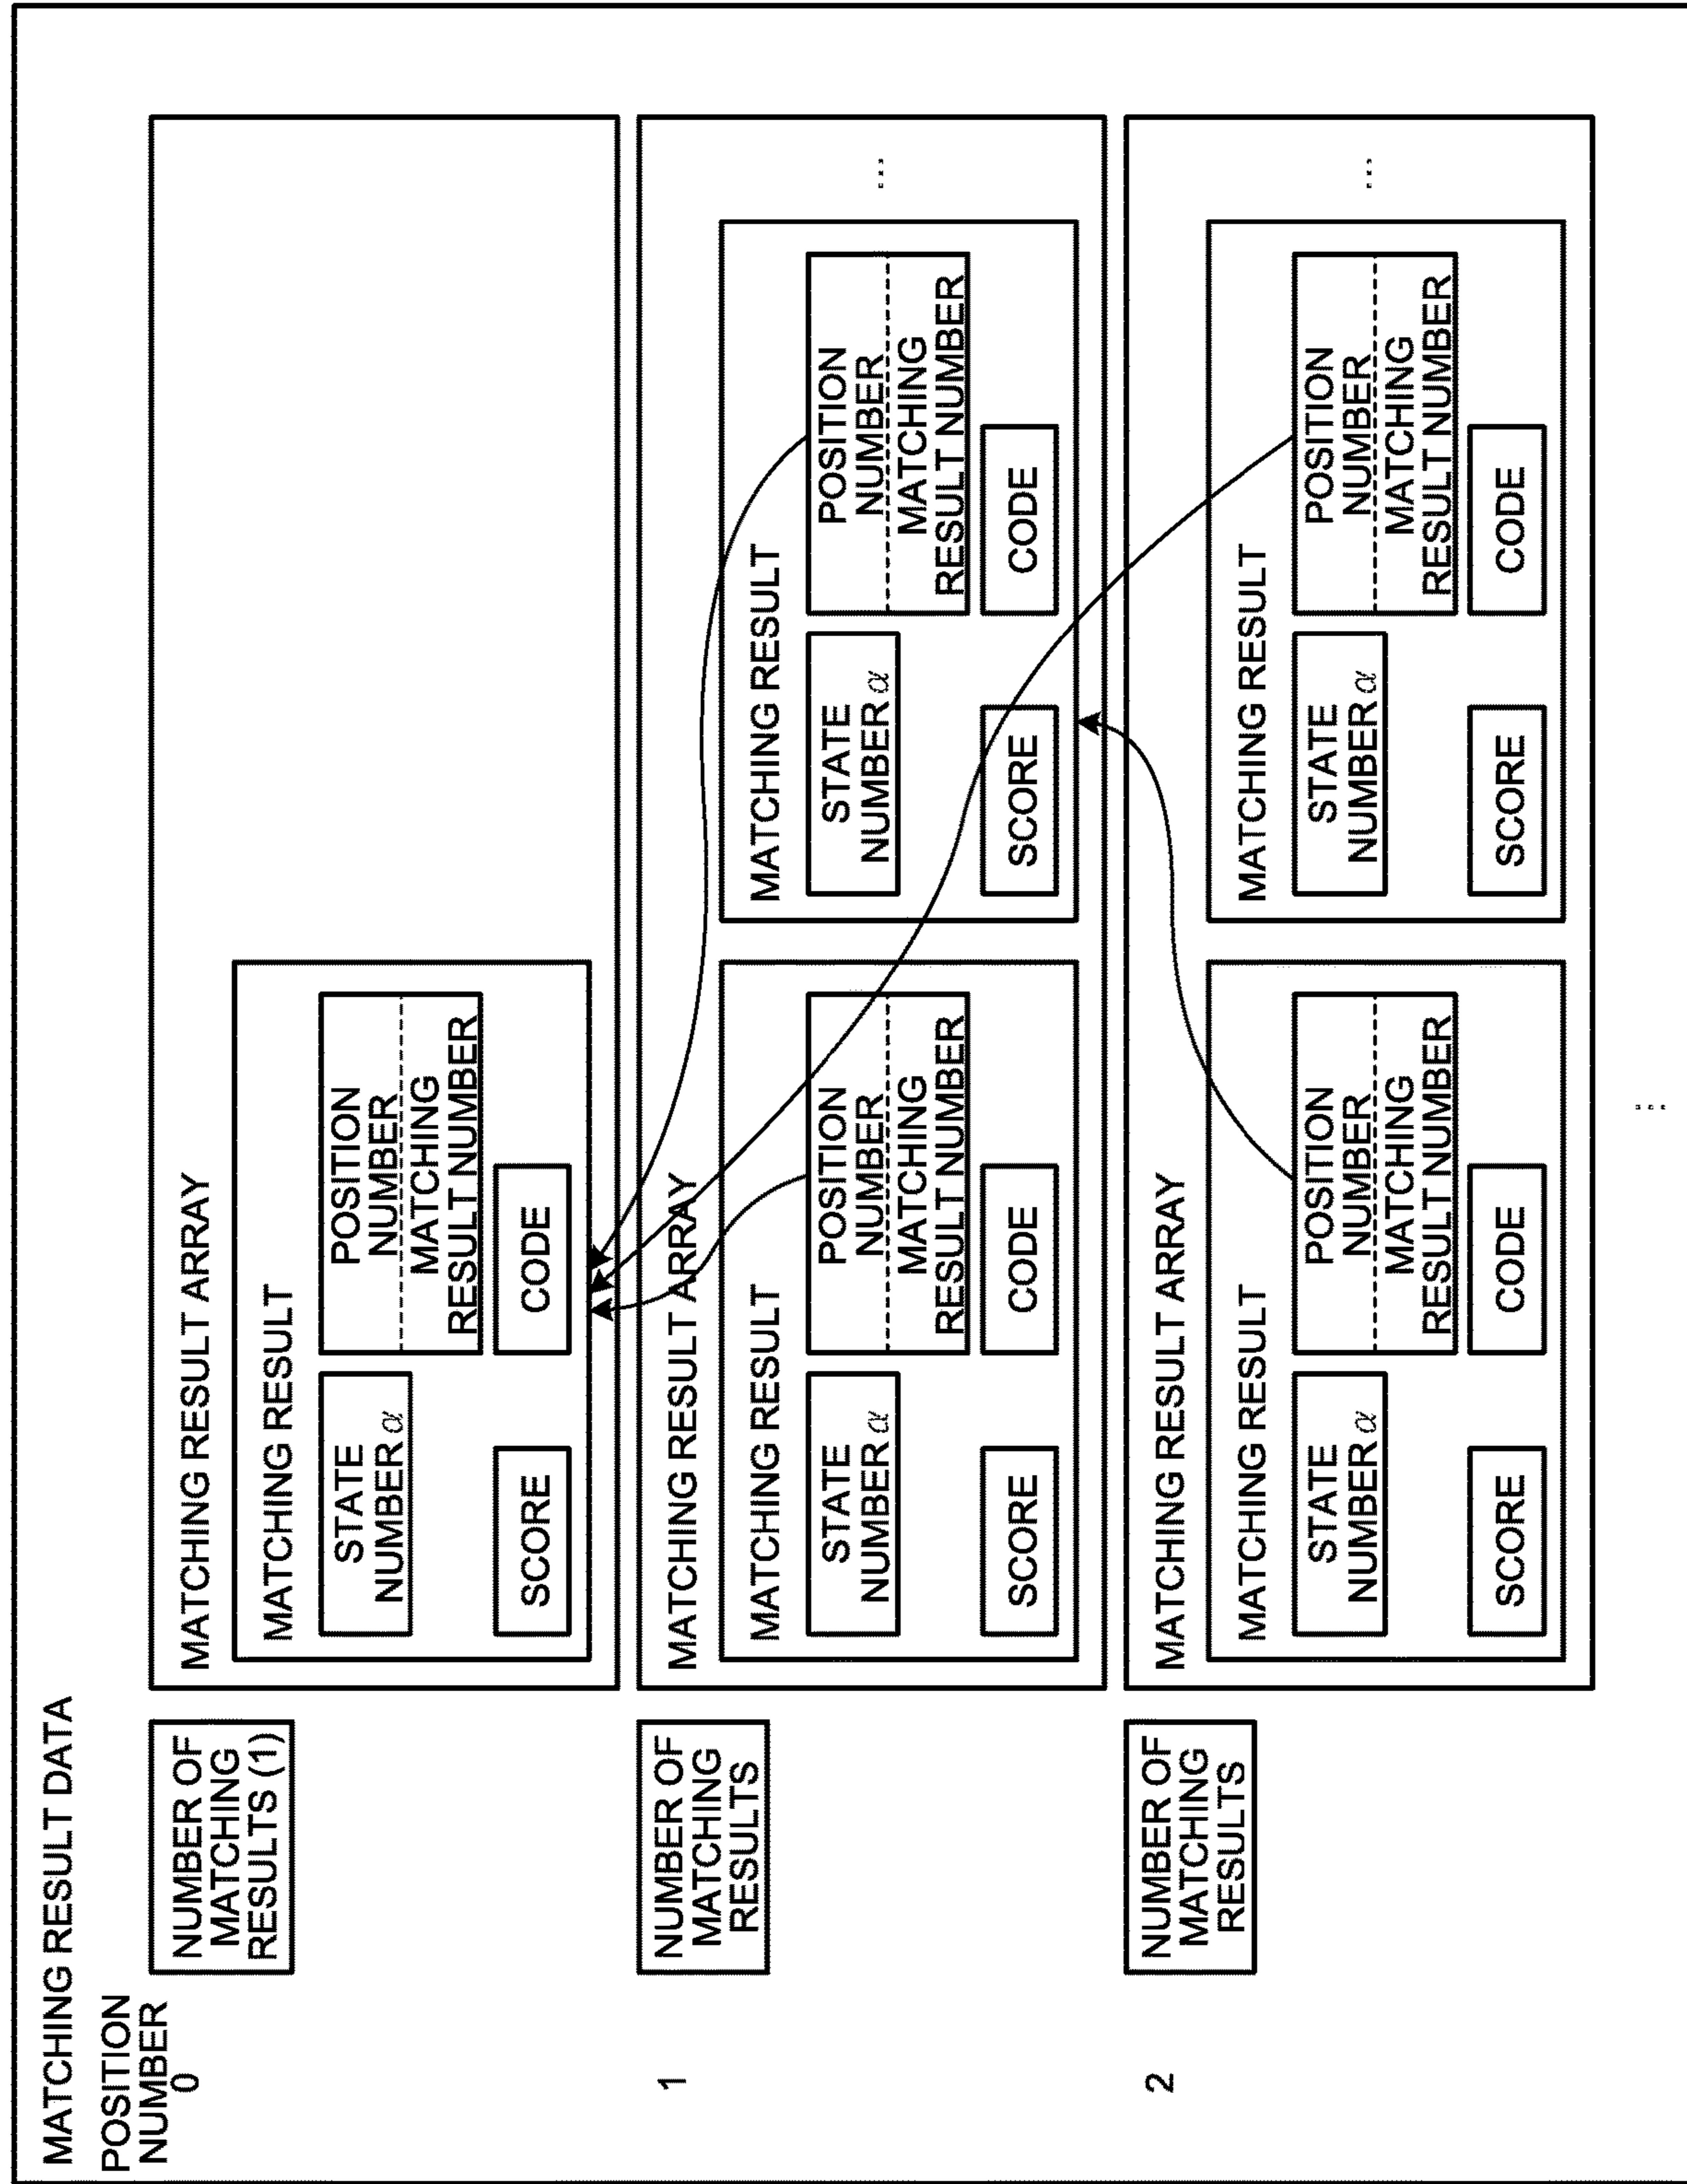 MATCHING RESULT DATA
POSITION
NUMBER
0
NUMBER OF
MATCHING
RESULTS (1)
MATCHING RESULT ARRAY
MATCHING RESULT
STATE
NUMBER α
POSITION
NUMBER
MATCHING
RESULT NUMBER
SCORE
CODE
1
NUMBER OF
MATCHING
RESULTS
MATCHING RESULT ARRAY
MATCHING RESULT
STATE
NUMBER α
POSITION
NUMBER
MATCHING
RESULT NUMBER
SCORE
CODE
MATCHING RESULT
STATE
NUMBER α
POSITION
NUMBER
MATCHING
RESULT NUMBER
SCORE
CODE
...
2
NUMBER OF
MATCHING
RESULTS
MATCHING RESULT ARRAY
MATCHING RESULT
STATE
NUMBER α
POSITION
NUMBER
MATCHING
RESULT NUMBER
SCORE
CODE
MATCHING RESULT
STATE
NUMBER α
POSITION
NUMBER
MATCHING
RESULT NUMBER
SCORE
CODE
...
...